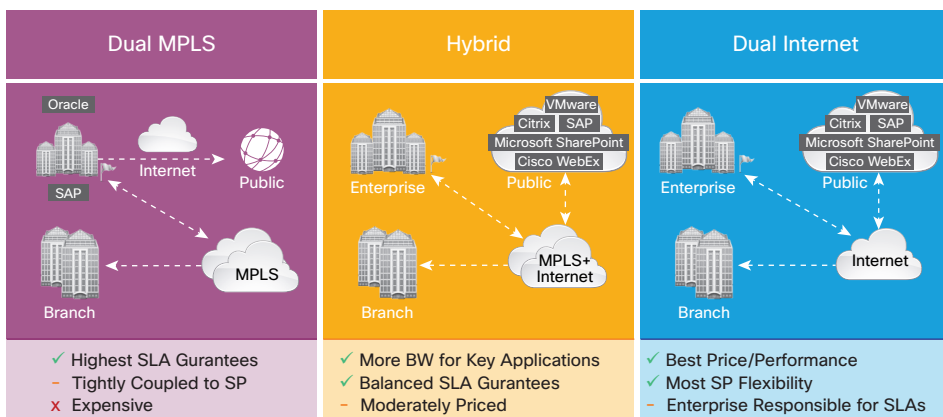 Dual MPLS
Oracle
SAP
Internet
Public
MPLS
Branch
✓ Highest SLA Gurantees
– Tightly Coupled to SP
x Expensive
Hybrid
Enterprise
VMware
Citrix SAP
Microsoft SharePoint
Cisco WebEx
Public
MPLS+
Internet
Branch
✓ More BW for Key Applications
✓ Balanced SLA Gurantees
– Moderately Priced
Dual Internet
Enterprise
VMware
Citrix SAP
Microsoft SharePoint
Cisco WebEx
Public
Internet
Branch
✓ Best Price/Performance
✓ Most SP Flexibility
– Enterprise Responsible for SLAs